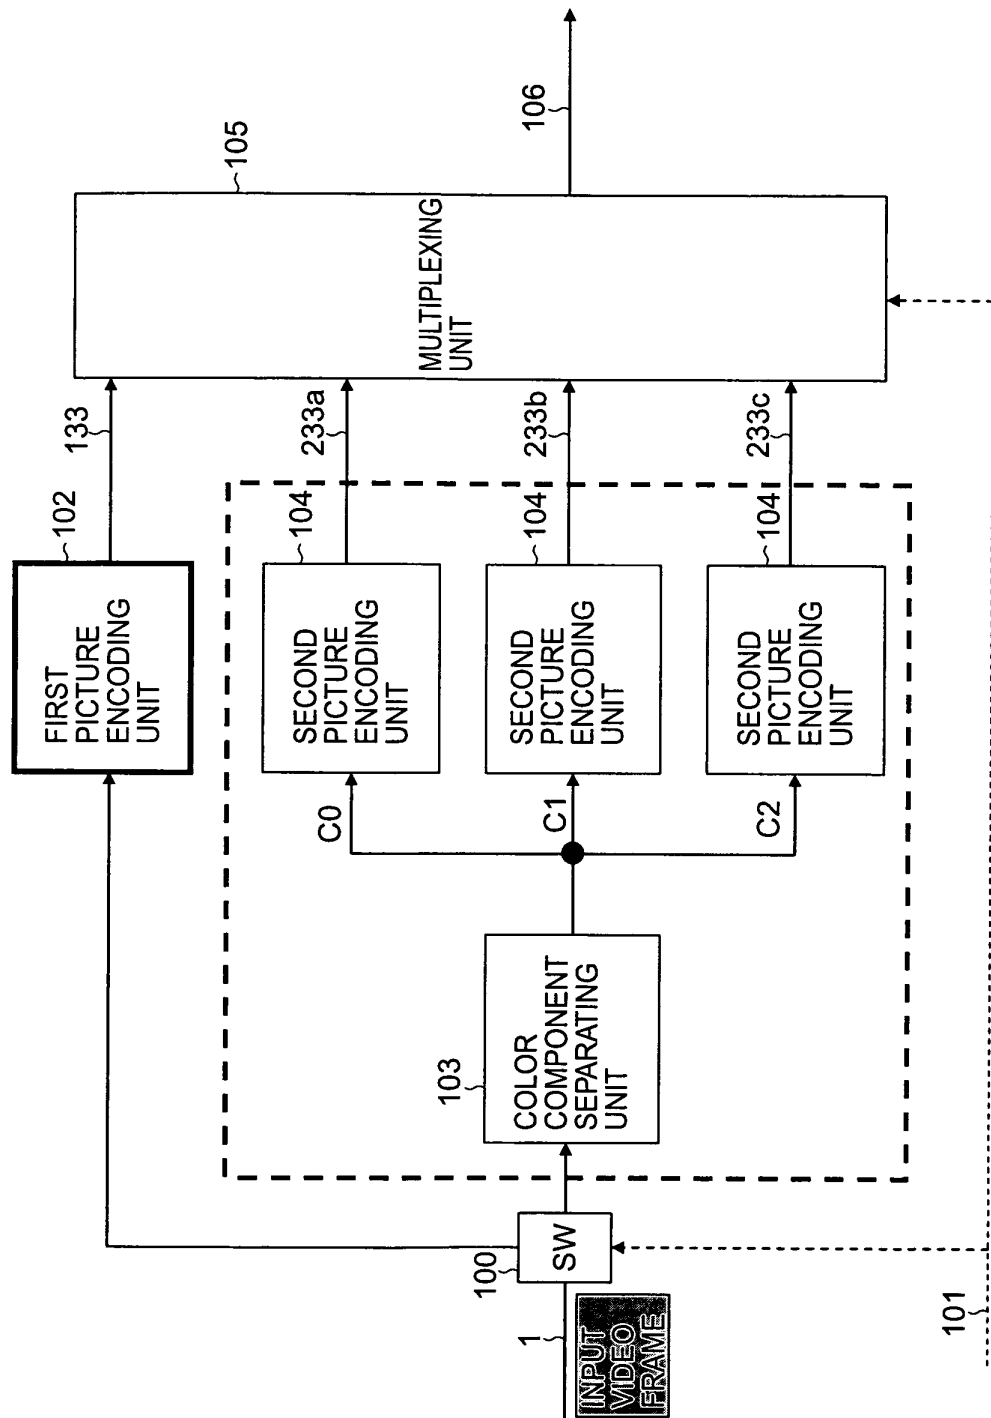 105
106
MULTIPLEXING
UNIT
133
233a
233b
233c
102
FIRST
PICTURE
ENCODING
UNIT
104
SECOND
PICTURE
ENCODING
UNIT
104
SECOND
PICTURE
ENCODING
UNIT
104
SECOND
PICTURE
ENCODING
UNIT
C0
C1
C2
103
COLOR
COMPONENT
SEPARATING
UNIT
100
SW
1
INPUT
VIDEO
FRAME
101